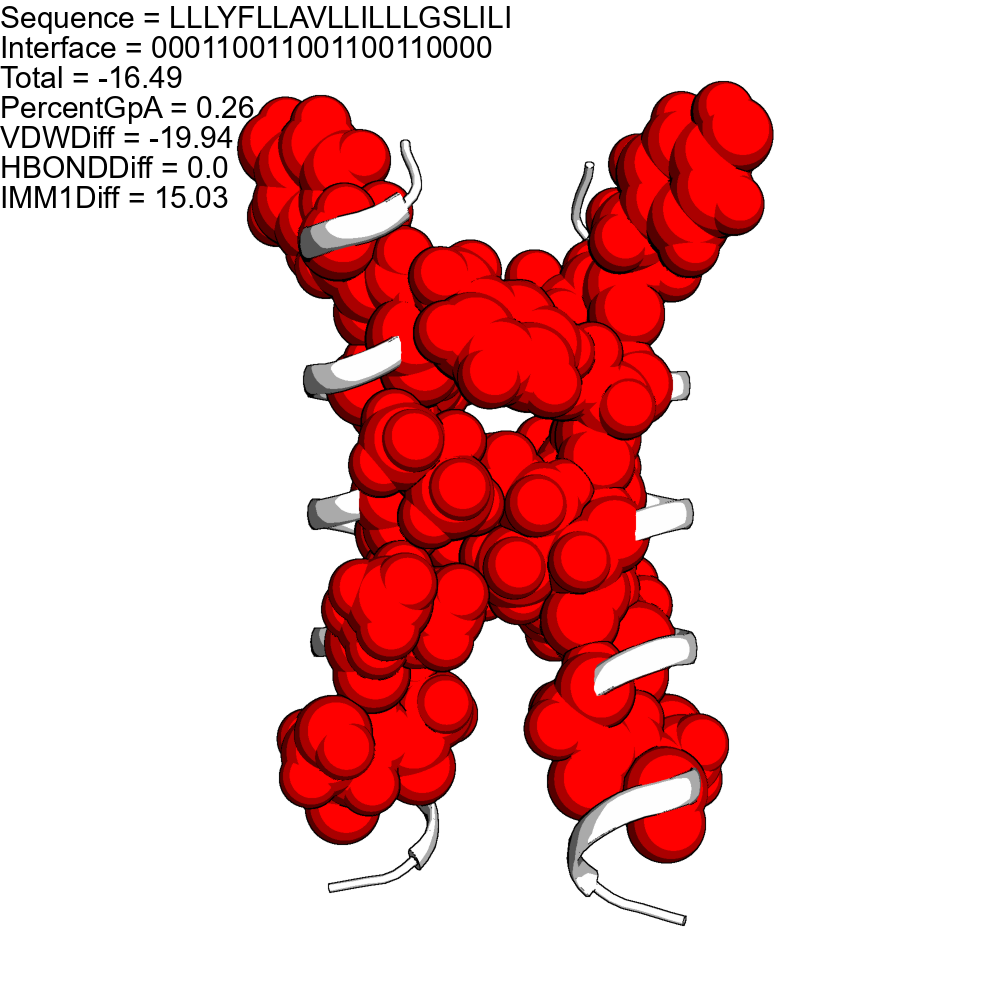 Sequence = LLLYFLLAVLLILLLGSLILI
Interface = 000110011001100110000
Total = -16.49
PercentGpA = 0.26
VDWDiff = -19.94
HBONDDiff = 0.0
IMM1Diff = 15.03